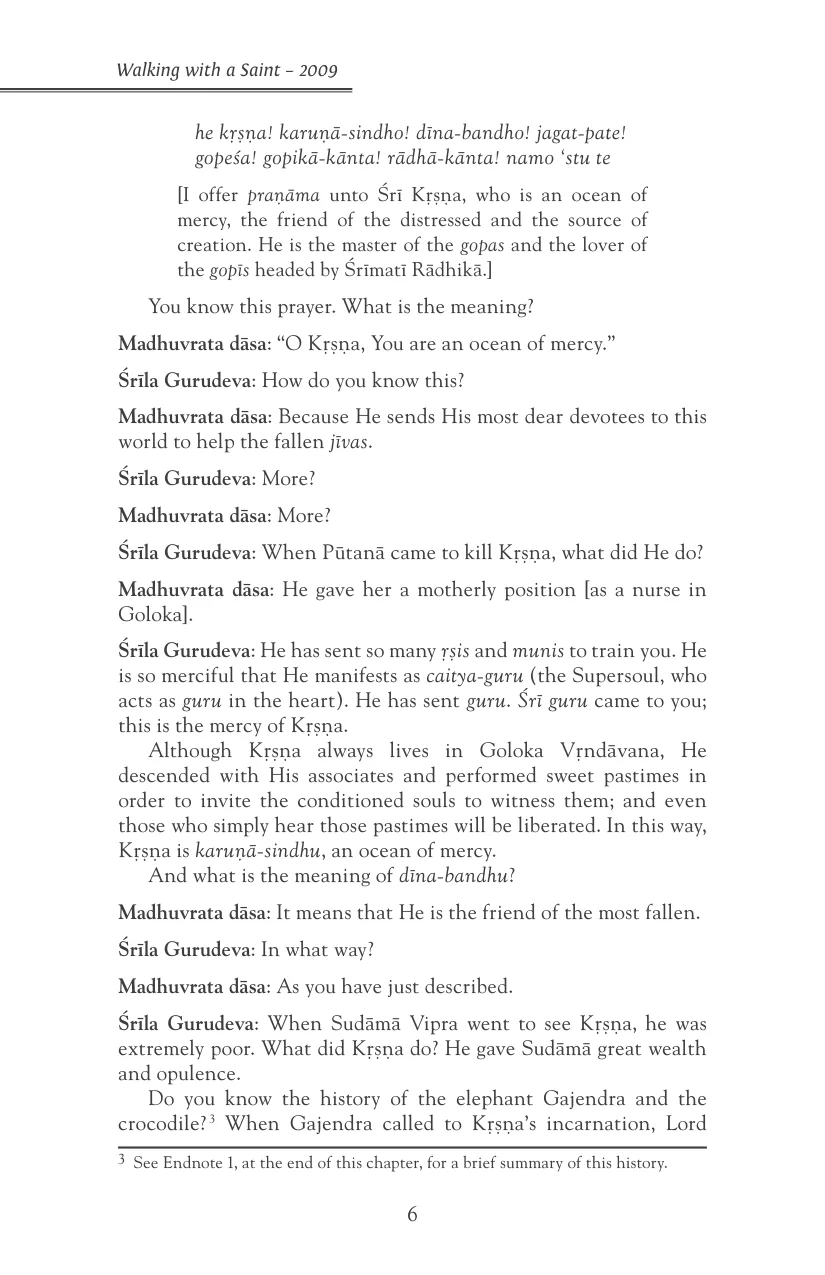 Walking with a Saint – 2009
he kṛṣṇa! karuṇā-sindho! dīna-bandho! jagat-pate!
gopeśa! gopikā-kānta! rādhā-kānta! namo ‘stu te
[I offer praṇāma unto Śrī Kṛṣṇa, who is an ocean of
mercy, the friend of the distressed and the source of
creation. He is the master of the gopas and the lover of
the gopīs headed by Śrīmatī Rādhikā.]
You know this prayer. What is the meaning?
Madhuvrata dāsa: “O Kṛṣṇa, You are an ocean of mercy.”
Śrīla Gurudeva: How do you know this?
Madhuvrata dāsa: Because He sends His most dear devotees to this
world to help the fallen jīvas.
Śrīla Gurudeva: More?
Madhuvrata dāsa: More?
Śrīla Gurudeva: When Pūtanā came to kill Kṛṣṇa, what did He do?
Madhuvrata dāsa: He gave her a motherly position [as a nurse in
Goloka].
Śrīla Gurudeva: He has sent so many ṛṣis and munis to train you. He
is so merciful that He manifests as caitya-guru (the Supersoul, who
acts as guru in the heart). He has sent guru. Śrī guru came to you;
this is the mercy of Kṛṣṇa.
Although Kṛṣṇa always lives in Goloka Vṛndāvana, He
descended with His associates and performed sweet pastimes in
order to invite the conditioned souls to witness them; and even
those who simply hear those pastimes will be liberated. In this way,
Kṛṣṇa is karuṇā-sindhu, an ocean of mercy.
And what is the meaning of dīna-bandhu?
Madhuvrata dāsa: It means that He is the friend of the most fallen.
Śrīla Gurudeva: In what way?
Madhuvrata dāsa: As you have just described.
Śrīla Gurudeva: When Sudāmā Vipra went to see Kṛṣṇa, he was
extremely poor. What did Kṛṣṇa do? He gave Sudāmā great wealth
and opulence.
Do you know the history of the elephant Gajendra and the
crocodile?³ When Gajendra called to Kṛṣṇa’s incarnation, Lord
3 See Endnote 1, at the end of this chapter, for a brief summary of this history.
6